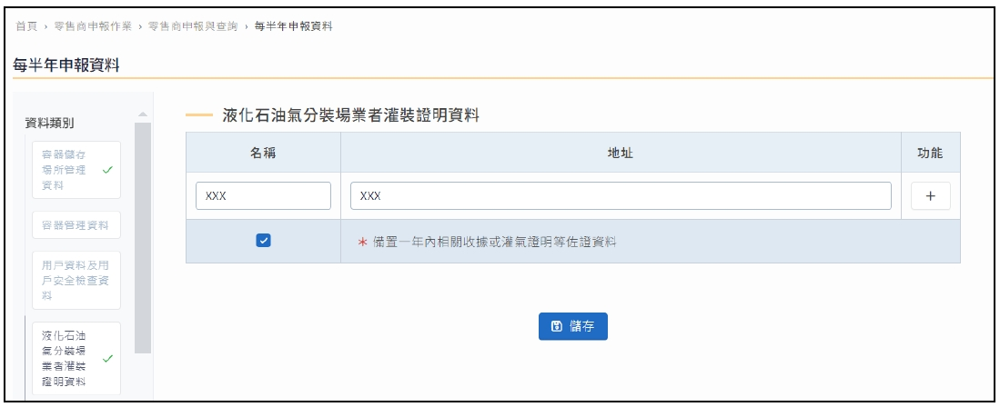 首頁 › 零售商申報作業 › 零售商申報與查詢 › 每半年申報資料
每半年申報資料
資料類別
容器儲存
場所管理
資料
容器管理資料
用戶資料及用
戶安全檢查資
料
液化石油
氣分裝場
業者灌裝
證明資料
液化石油氣分裝場業者灌裝證明資料
名稱 地址 功能
XXX XXX +
* 備置一年內相關收據或灌氣證明等佐證資料
儲存